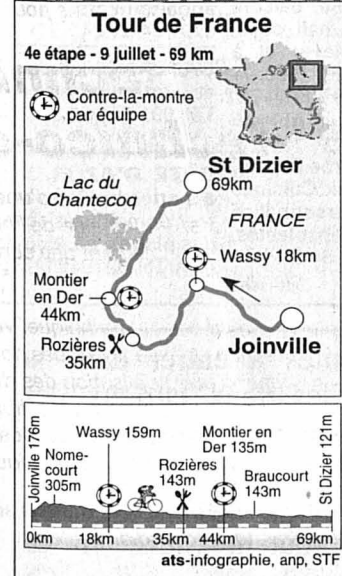 Tour de France
4e étape - 9 juillet - 69 km
Contre-la-montre
par équipe
St Dizier
69km
Lac du
Chantecoq
FRANCE
Wassy 18km
Montier
en Der
44km
Rozières
35km
Joinville
Joinville 176m
Nome-
court
305m
Wassy 159m
Rozières
143m
Montier en
Der 135m
Braucourt
143m
St Dizier 121m
0km 18km 35km 44km 69km
ats-infographie, anp, STF